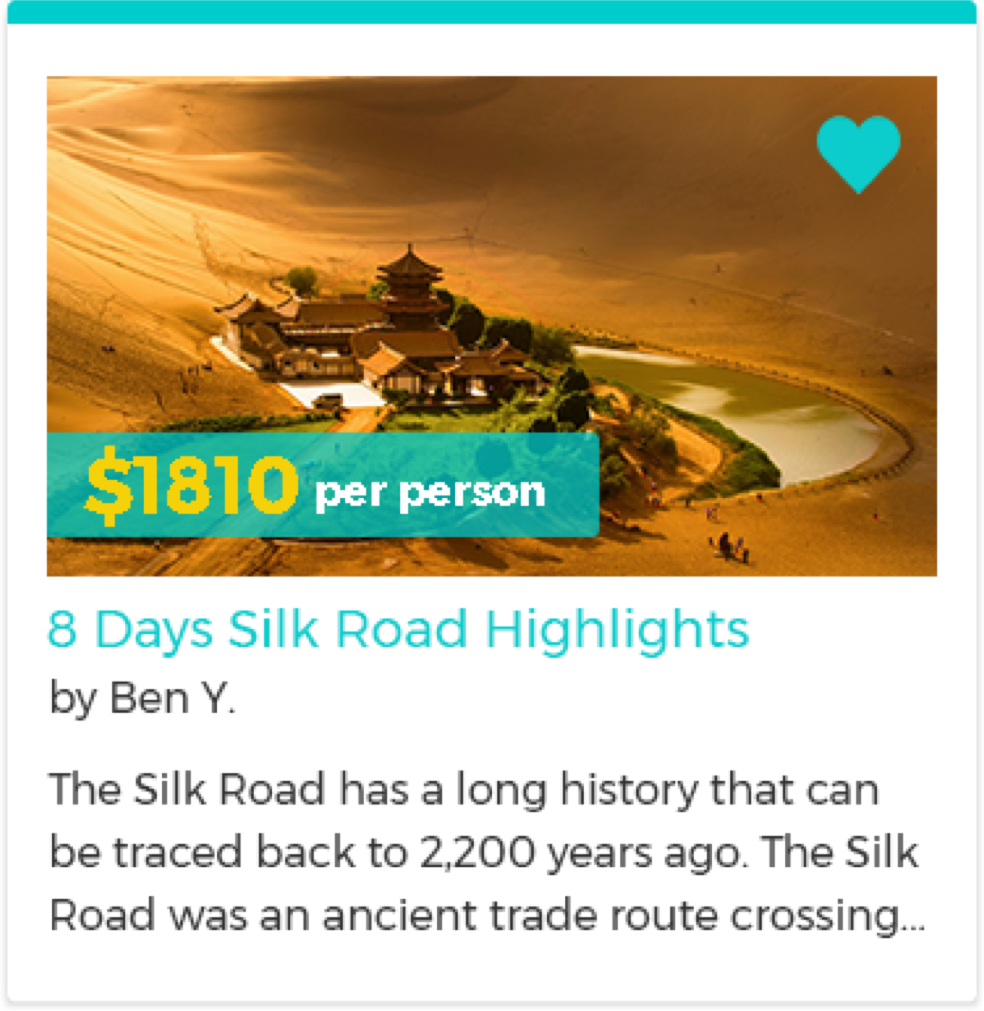 $1810 per person
8 Days Silk Road Highlights
by Ben Y.
The Silk Road has a long history that can
be traced back to 2,200 years ago. The Silk
Road was an ancient trade route crossing...